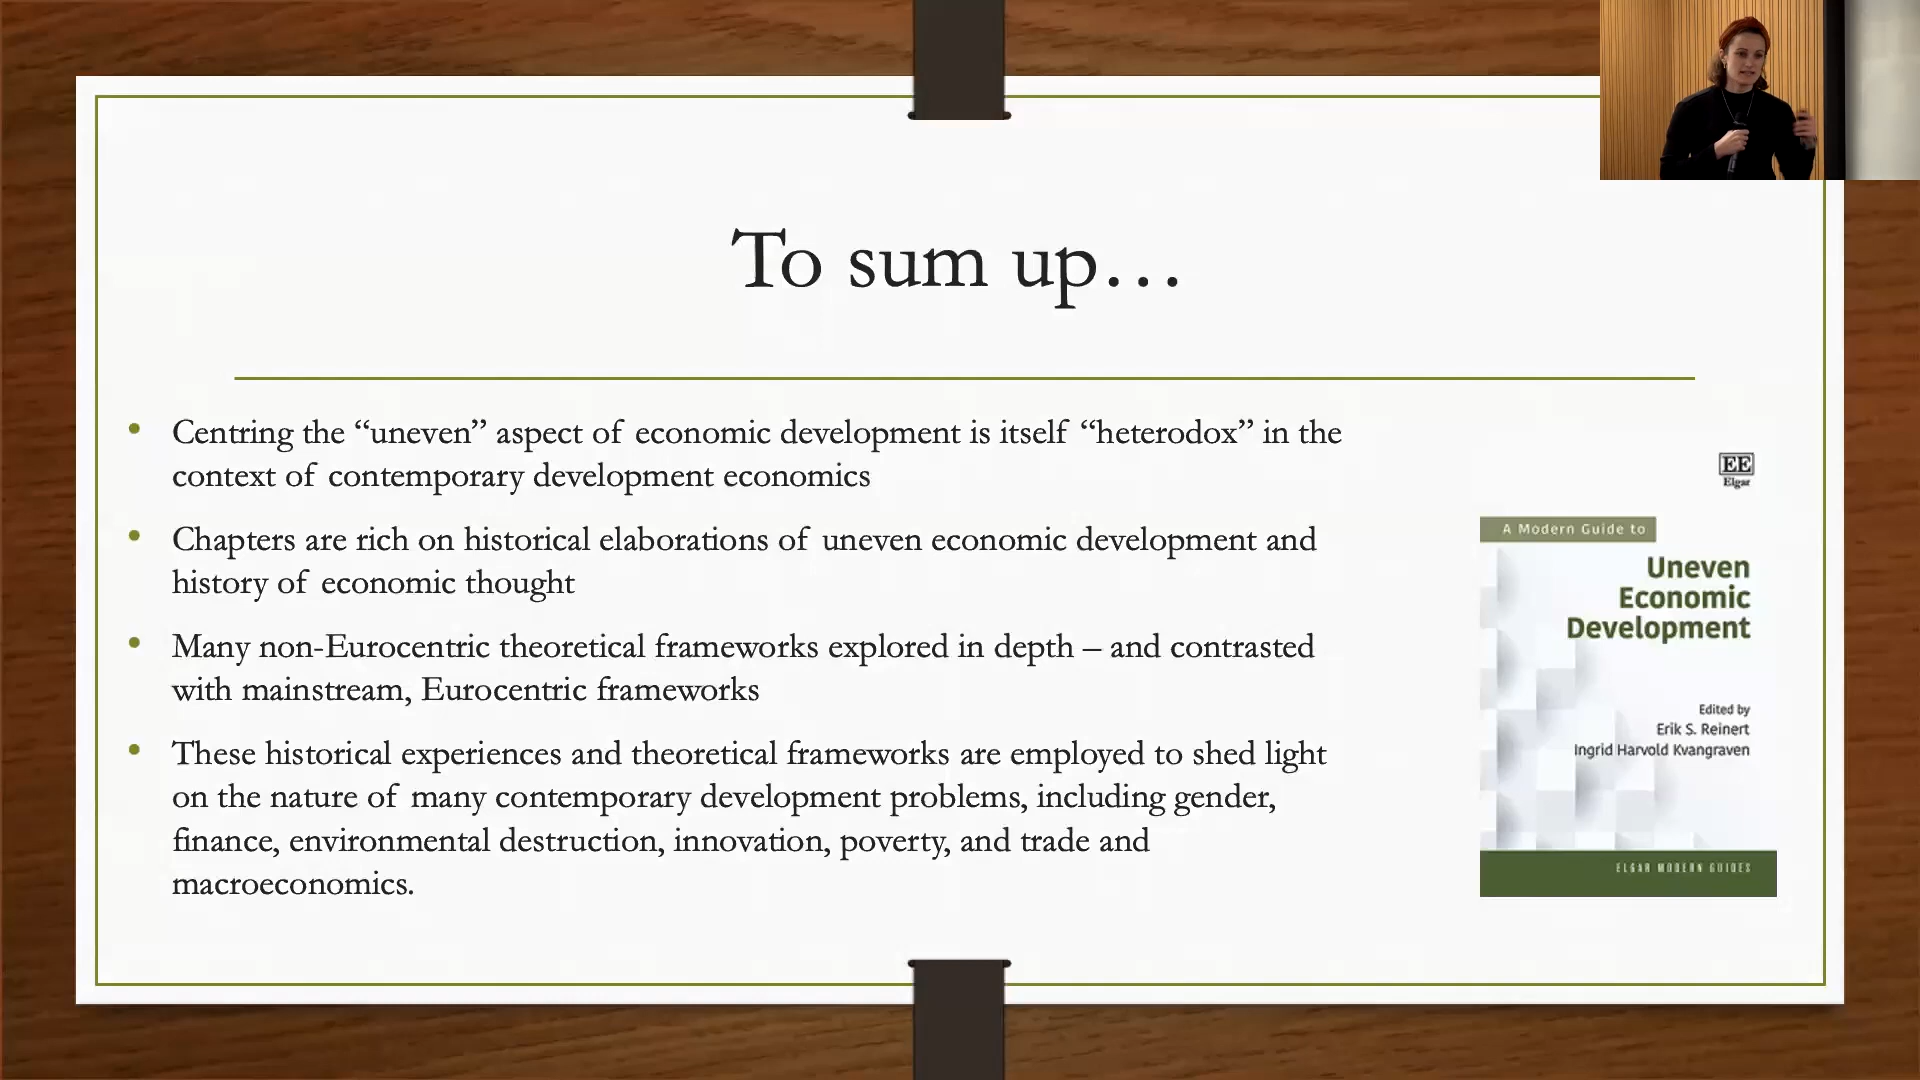 To sum up…
• Centring the “uneven” aspect of economic development is itself “heterodox” in the
context of contemporary development economics
• Chapters are rich on historical elaborations of uneven economic development and
history of economic thought
• Many non-Eurocentric theoretical frameworks explored in depth – and contrasted
with mainstream, Eurocentric frameworks
• These historical experiences and theoretical frameworks are employed to shed light
on the nature of many contemporary development problems, including gender,
finance, environmental destruction, innovation, poverty, and trade and
macroeconomics.
EE
Elgar
A Modern Guide to
Uneven
Economic
Development
Edited by
Erik S. Reinert
Ingrid Harvold Kvangraven
ELGAR MODERN GUIDES